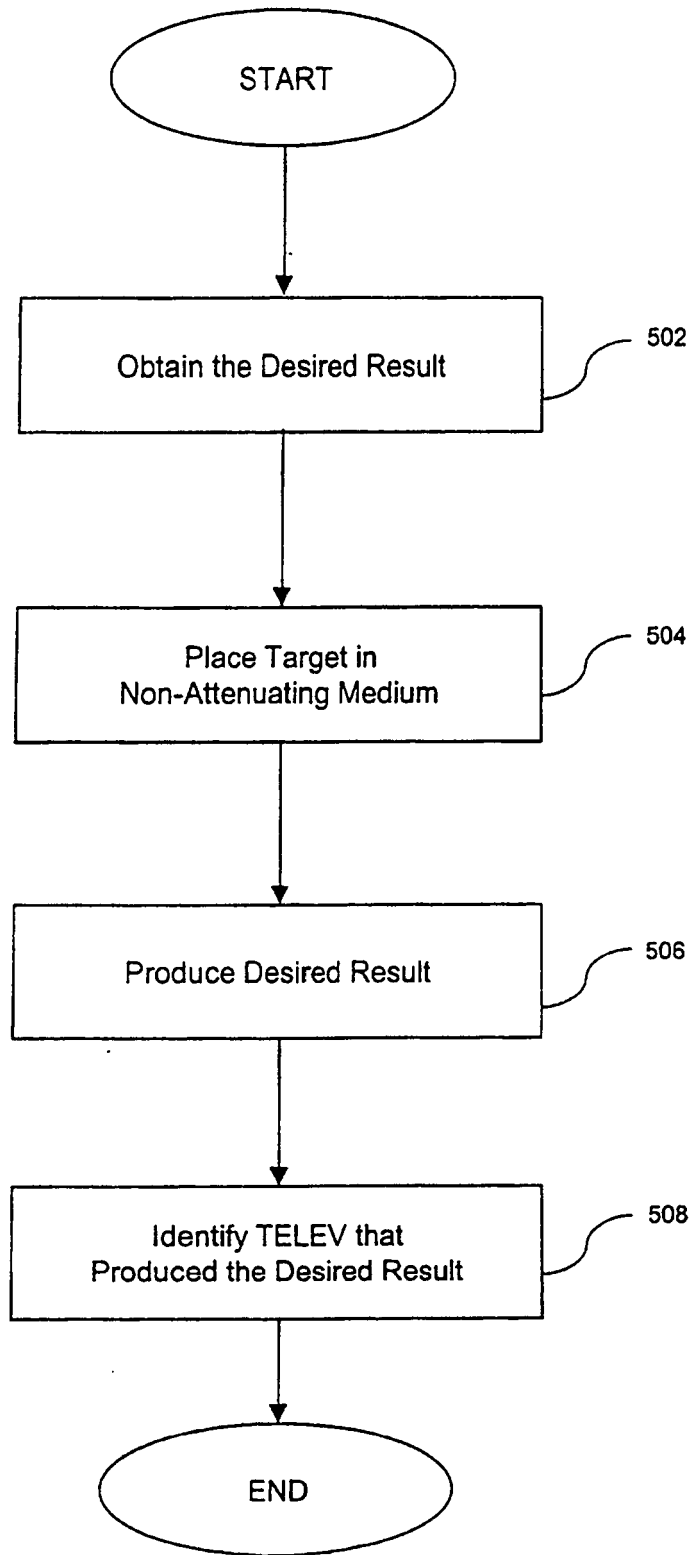 START
Obtain the Desired Result
502
Place Target in
Non-Attenuating Medium
504
Produce Desired Result
506
Identify TELEV that
Produced the Desired Result
508
END